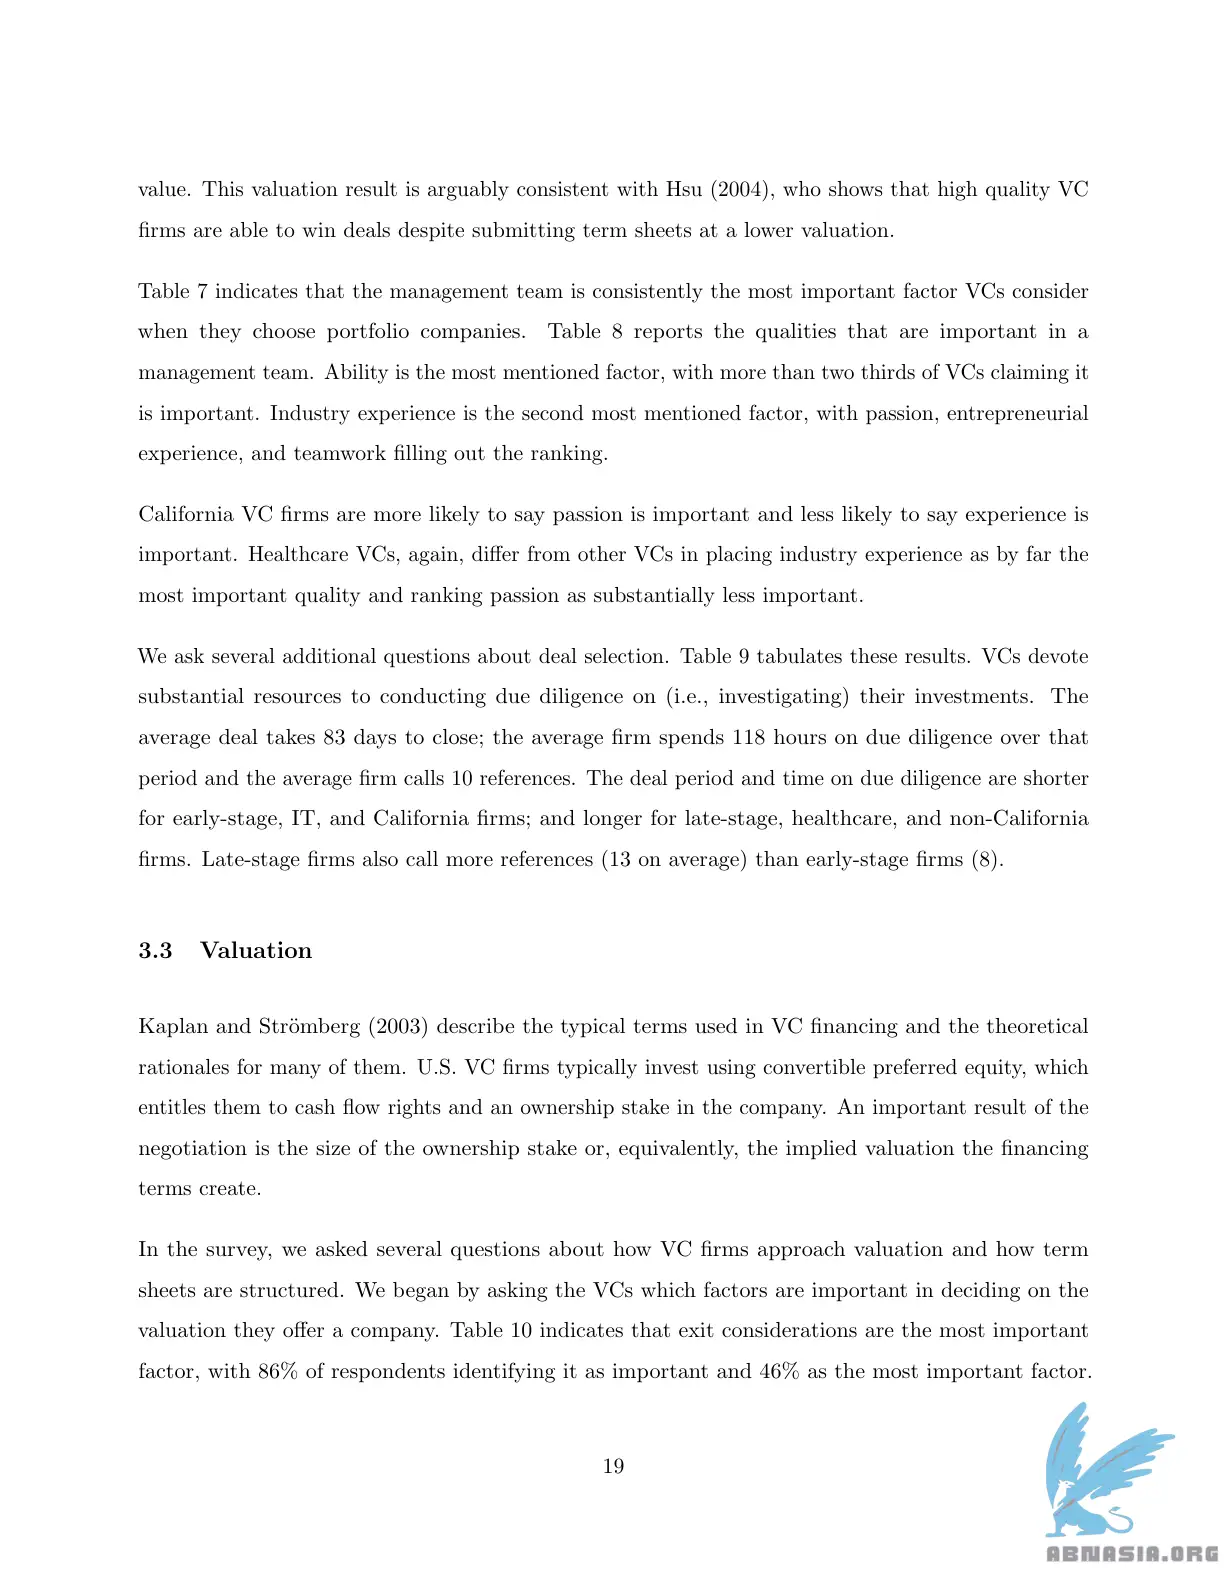 value. This valuation result is arguably consistent with Hsu (2004), who shows that high quality VC
firms are able to win deals despite submitting term sheets at a lower valuation.
Table 7 indicates that the management team is consistently the most important factor VCs consider
when they choose portfolio companies. Table 8 reports the qualities that are important in a
management team. Ability is the most mentioned factor, with more than two thirds of VCs claiming it
is important. Industry experience is the second most mentioned factor, with passion, entrepreneurial
experience, and teamwork filling out the ranking.
California VC firms are more likely to say passion is important and less likely to say experience is
important. Healthcare VCs, again, differ from other VCs in placing industry experience as by far the
most important quality and ranking passion as substantially less important.
We ask several additional questions about deal selection. Table 9 tabulates these results. VCs devote
substantial resources to conducting due diligence on (i.e., investigating) their investments. The
average deal takes 83 days to close; the average firm spends 118 hours on due diligence over that
period and the average firm calls 10 references. The deal period and time on due diligence are shorter
for early-stage, IT, and California firms; and longer for late-stage, healthcare, and non-California
firms. Late-stage firms also call more references (13 on average) than early-stage firms (8).
3.3 Valuation
Kaplan and Strömberg (2003) describe the typical terms used in VC financing and the theoretical
rationales for many of them. U.S. VC firms typically invest using convertible preferred equity, which
entitles them to cash flow rights and an ownership stake in the company. An important result of the
negotiation is the size of the ownership stake or, equivalently, the implied valuation the financing
terms create.
In the survey, we asked several questions about how VC firms approach valuation and how term
sheets are structured. We began by asking the VCs which factors are important in deciding on the
valuation they offer a company. Table 10 indicates that exit considerations are the most important
factor, with 86% of respondents identifying it as important and 46% as the most important factor.
19
ABNASIA.ORG